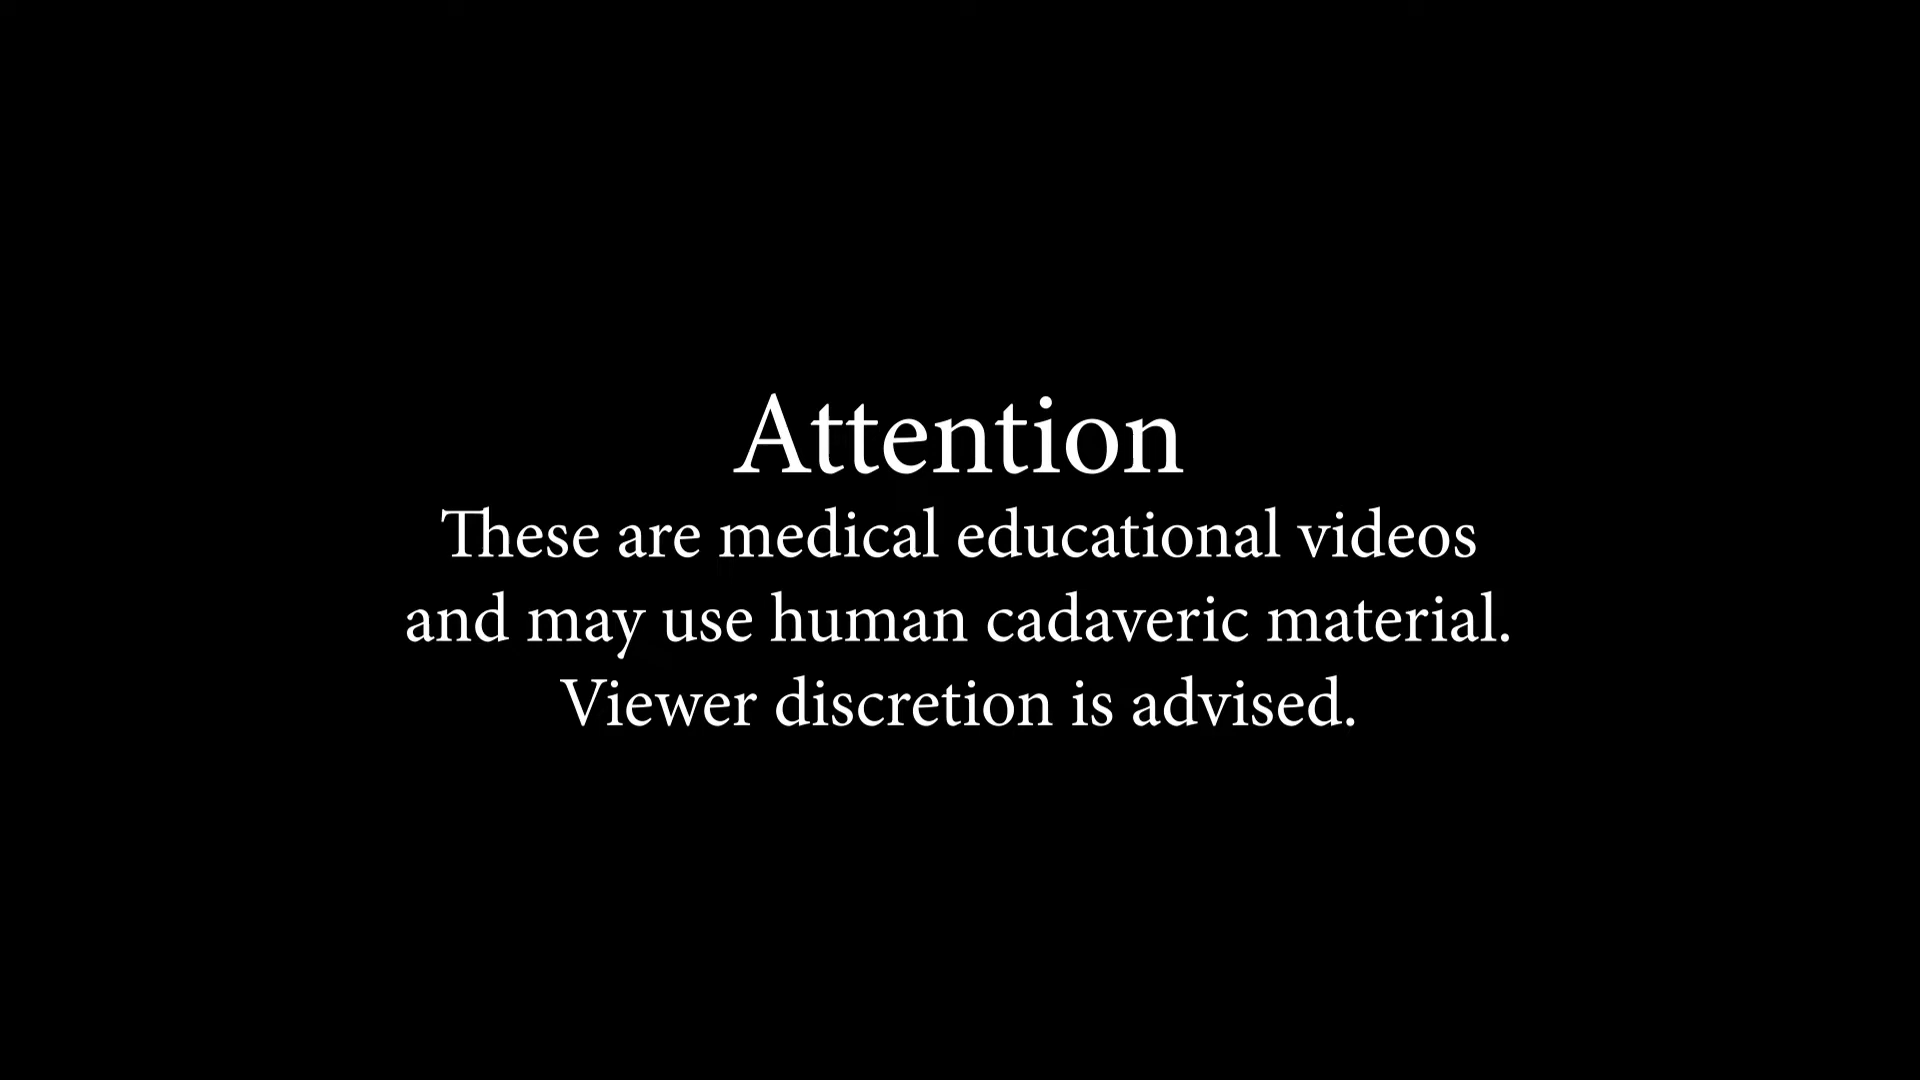 Attention
These are medical educational videos
and may use human cadaveric material.
Viewer discretion is advised.